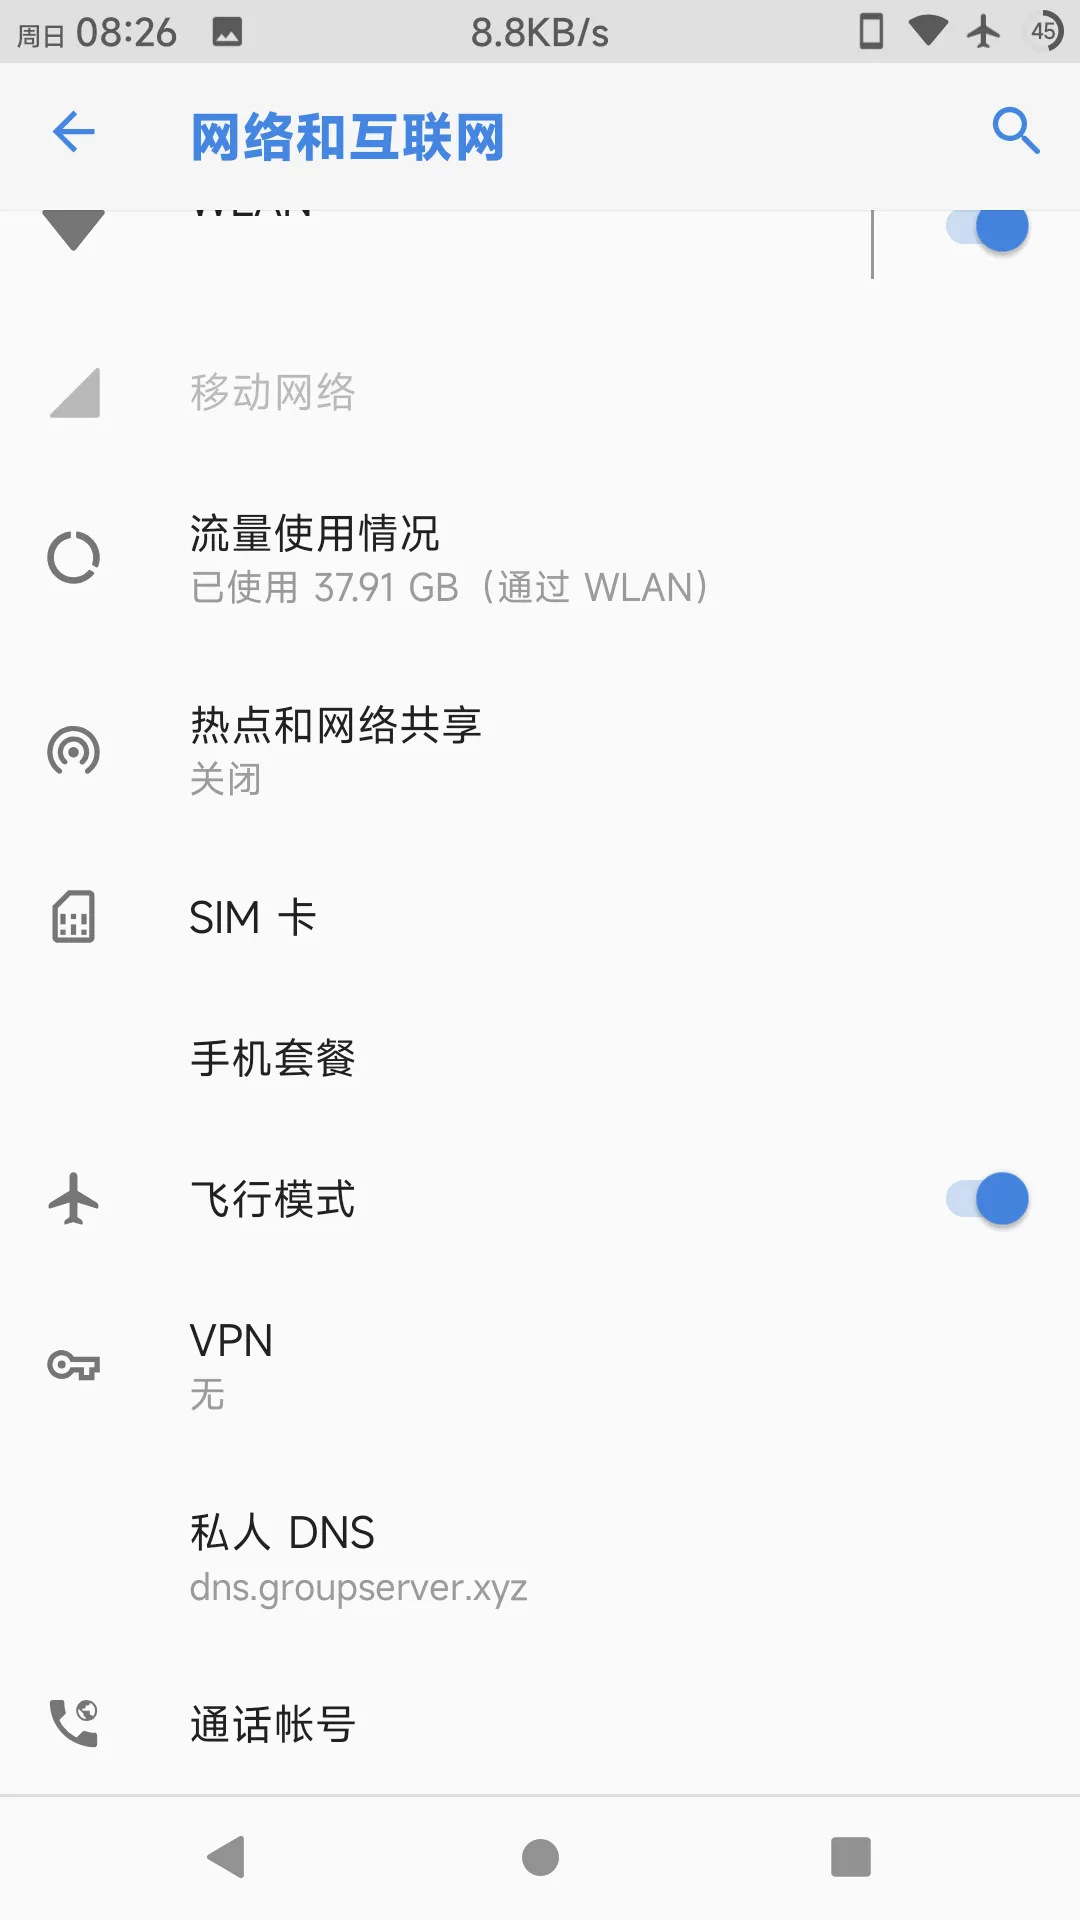 周日 08:26 8.8KB/s 45
网络和互联网
WLAN
移动网络
流量使用情况
已使用 37.91 GB（通过 WLAN）
热点和网络共享
关闭
SIM 卡
手机套餐
飞行模式
VPN
无
私人 DNS
dns.groupserver.xyz
通话帐号